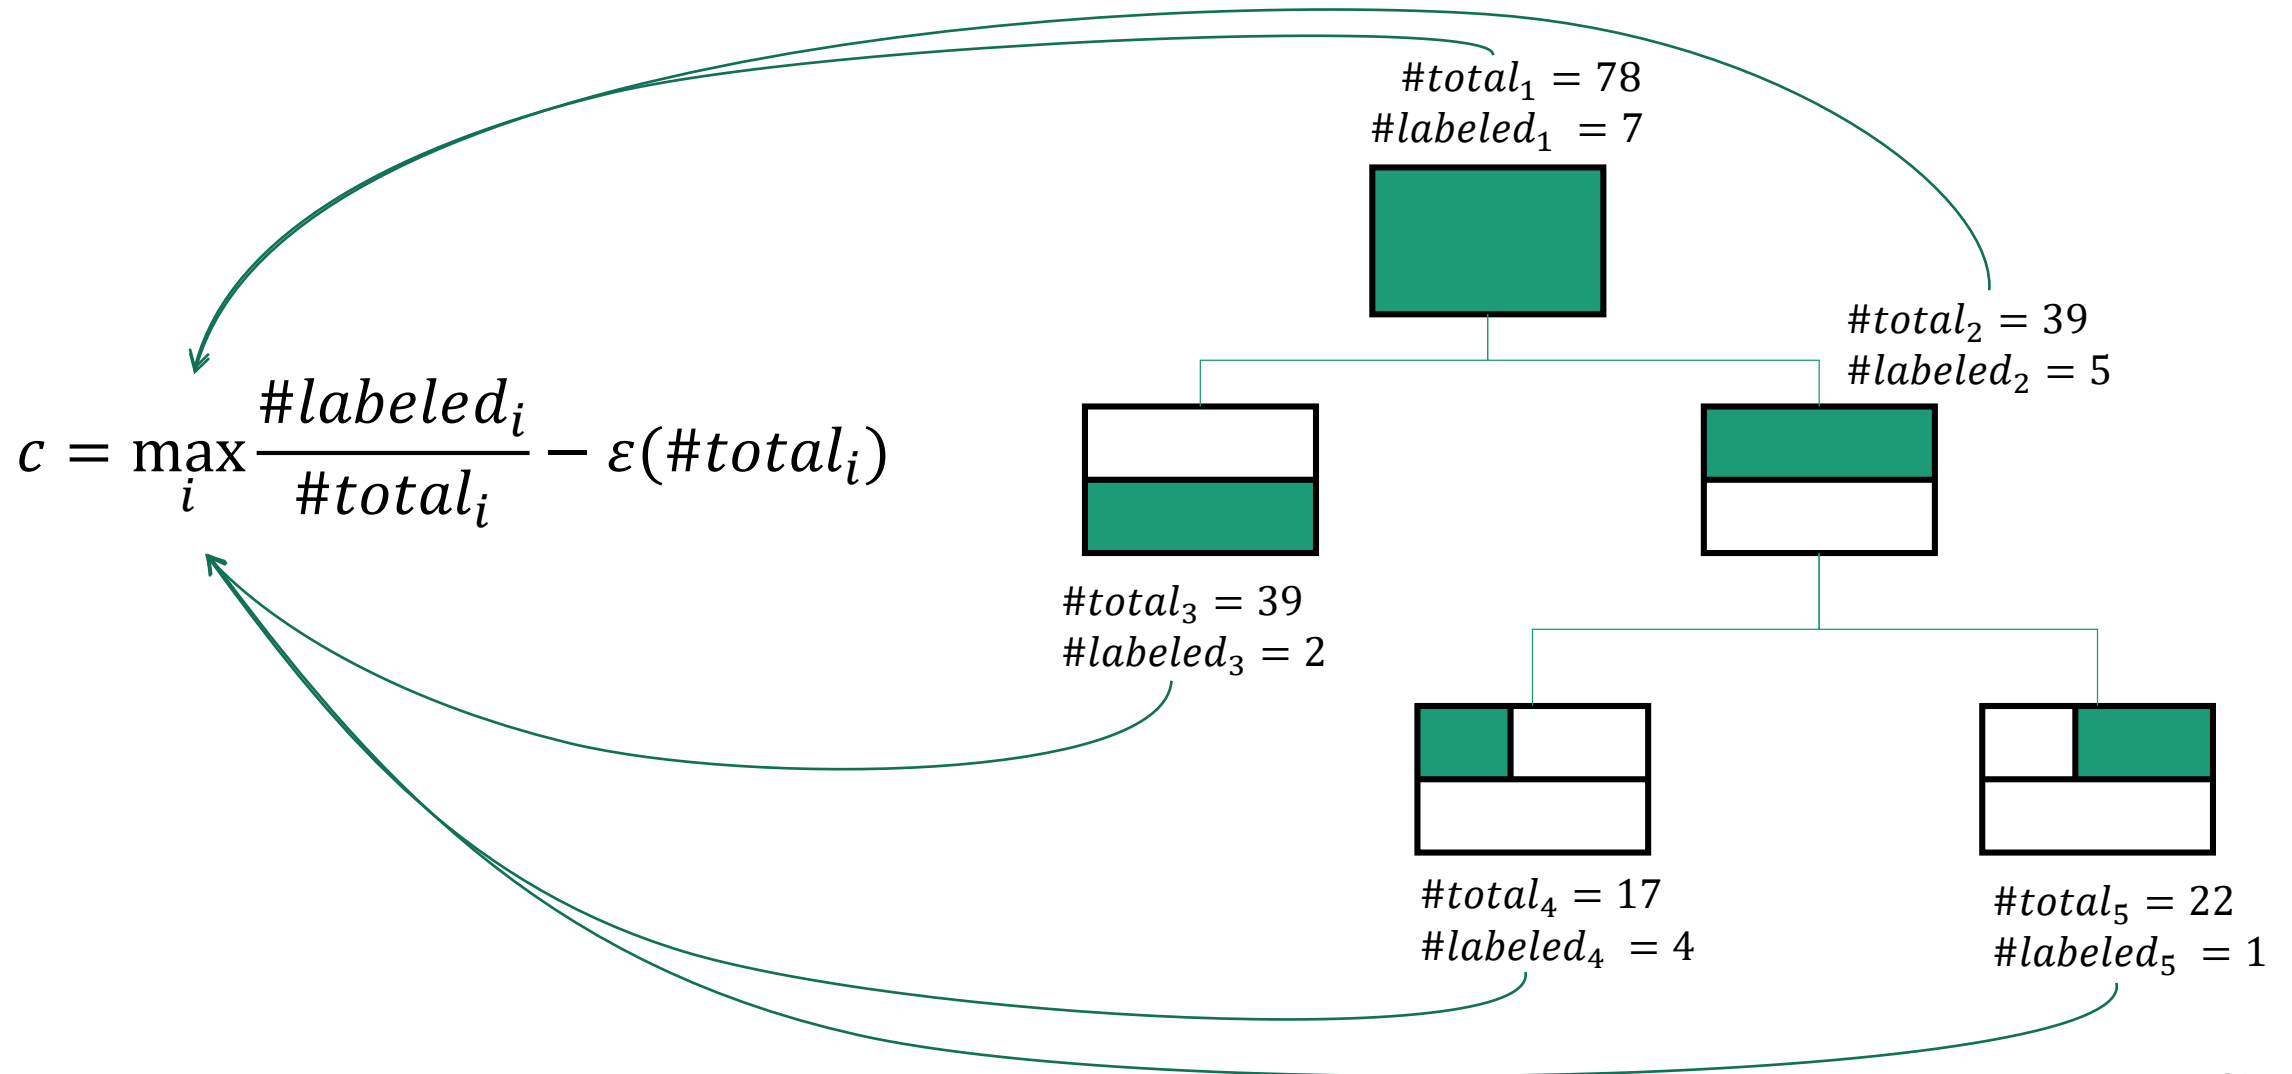 #total₁ = 78
#labeled₁ = 7
#total₂ = 39
#labeled₂ = 5
c = max_i #labeled_i / #total_i − ε(#total_i)
#total₃ = 39
#labeled₃ = 2
#total₄ = 17
#labeled₄ = 4
#total₅ = 22
#labeled₅ = 1